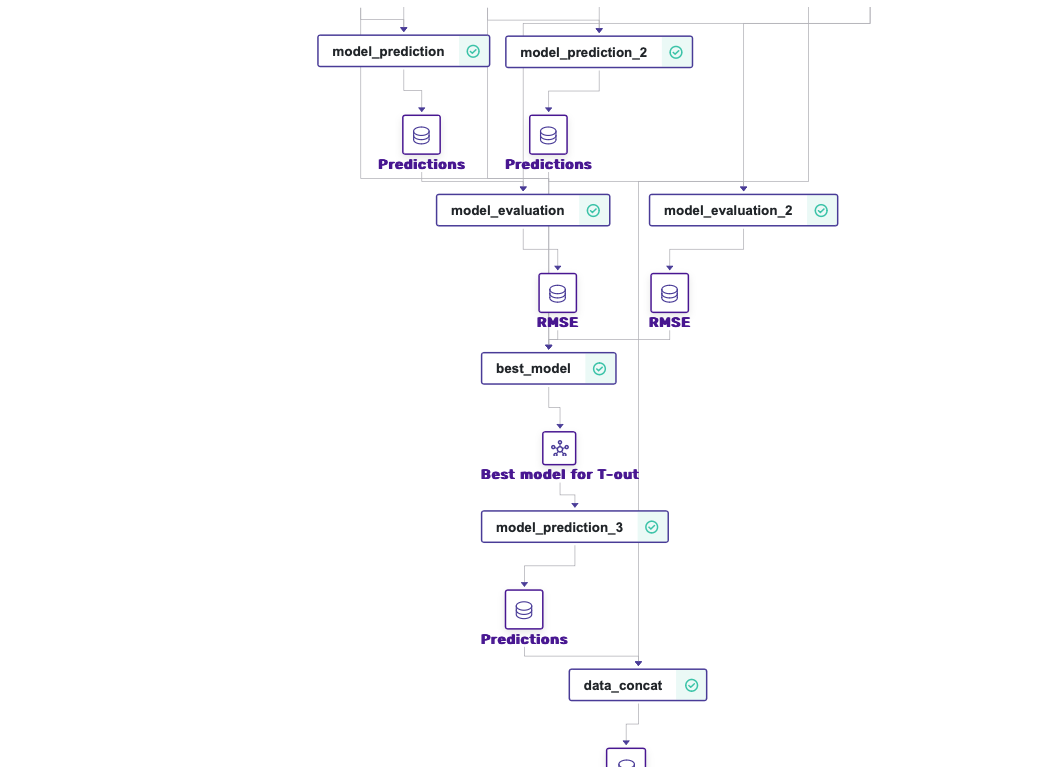 model_prediction
model_prediction_2
Predictions
Predictions
model_evaluation
model_evaluation_2
RMSE
RMSE
best_model
Best model for T-out
model_prediction_3
Predictions
data_concat